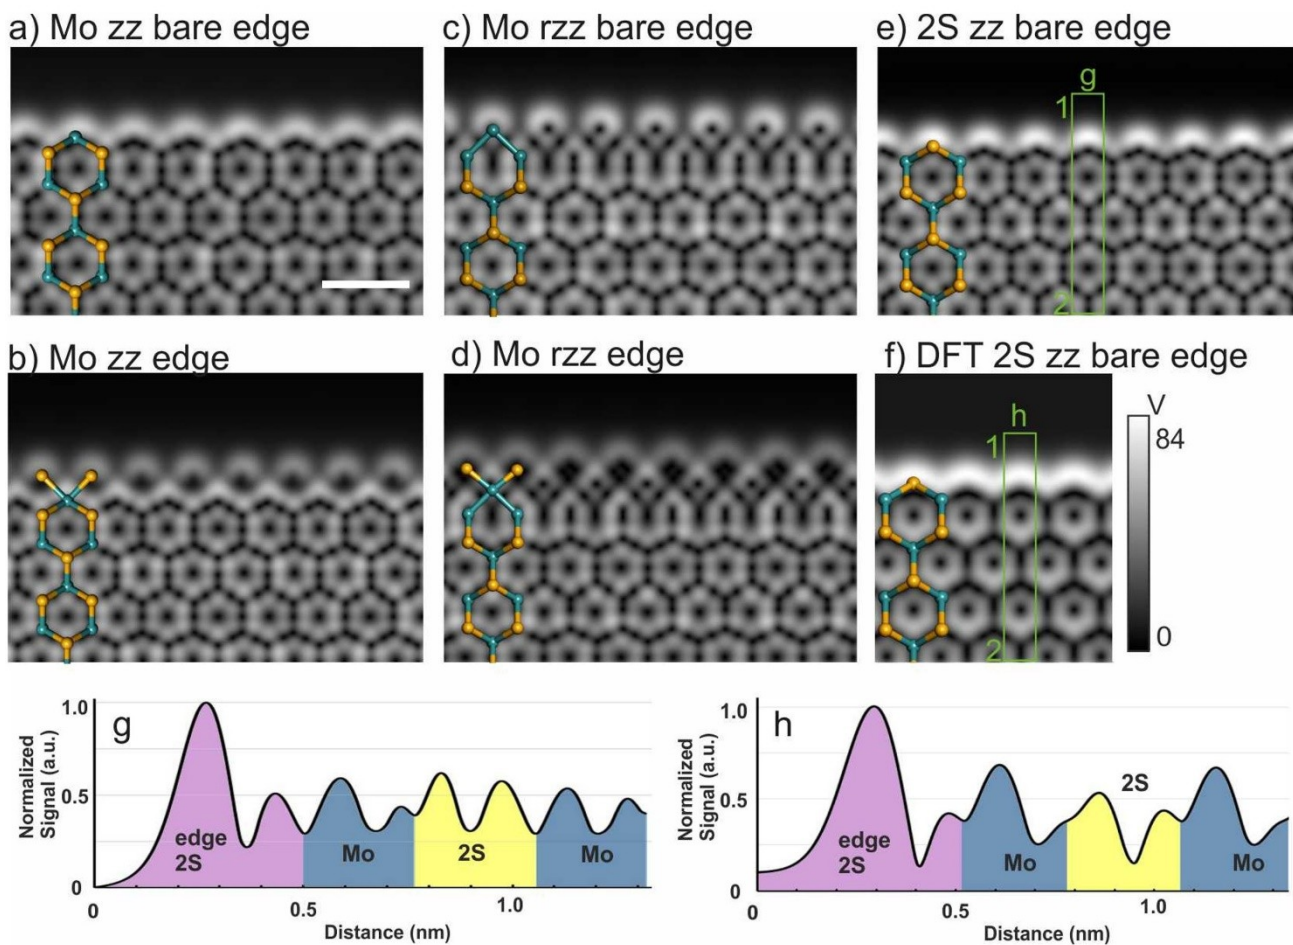 a) Mo zz bare edge
c) Mo rzz bare edge
e) 2S zz bare edge
g
1
2
b) Mo zz edge
d) Mo rzz edge
f) DFT 2S zz bare edge
h
1
2
V
84
0
g
Normalized
Signal (a.u.)
1.0
0.5
0
edge
2S
Mo
2S
Mo
0
0.5
1.0
Distance (nm)
h
Normalized
Signal (a.u.)
1.0
0.5
0
edge
2S
Mo
2S
Mo
0
0.5
1.0
Distance (nm)